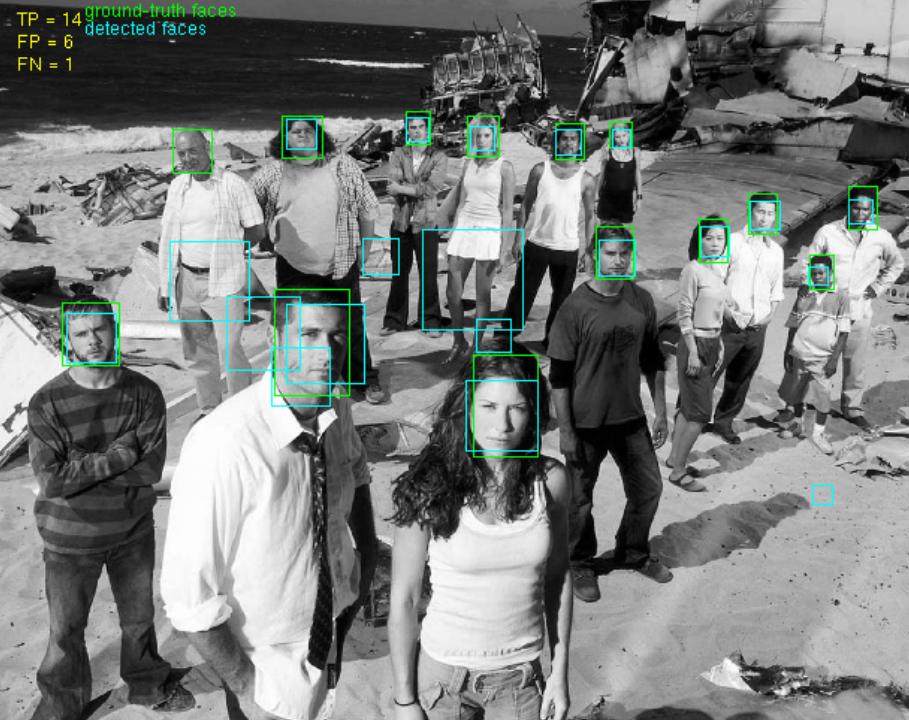 TP = 14
ground-truth faces
detected faces
FP = 6
FN = 1